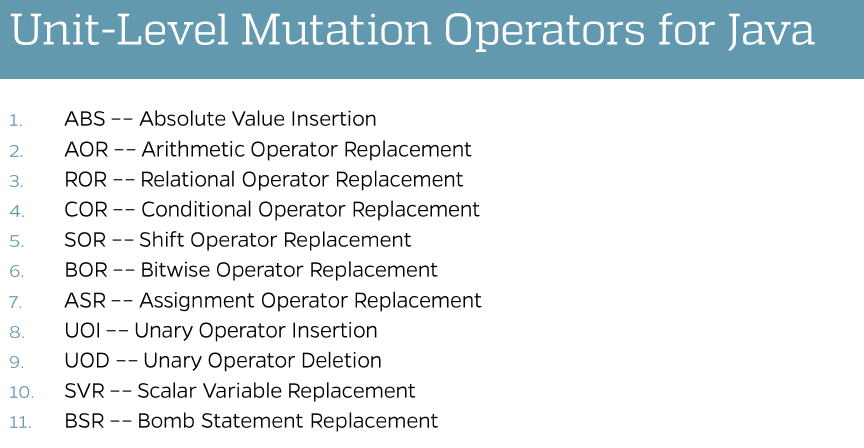 Unit-Level Mutation Operators for Java
1. ABS -- Absolute Value Insertion
2. AOR -- Arithmetic Operator Replacement
3. ROR -- Relational Operator Replacement
4. COR -- Conditional Operator Replacement
5. SOR -- Shift Operator Replacement
6. BOR -- Bitwise Operator Replacement
7. ASR -- Assignment Operator Replacement
8. UOI -- Unary Operator Insertion
9. UOD -- Unary Operator Deletion
10. SVR -- Scalar Variable Replacement
11. BSR -- Bomb Statement Replacement